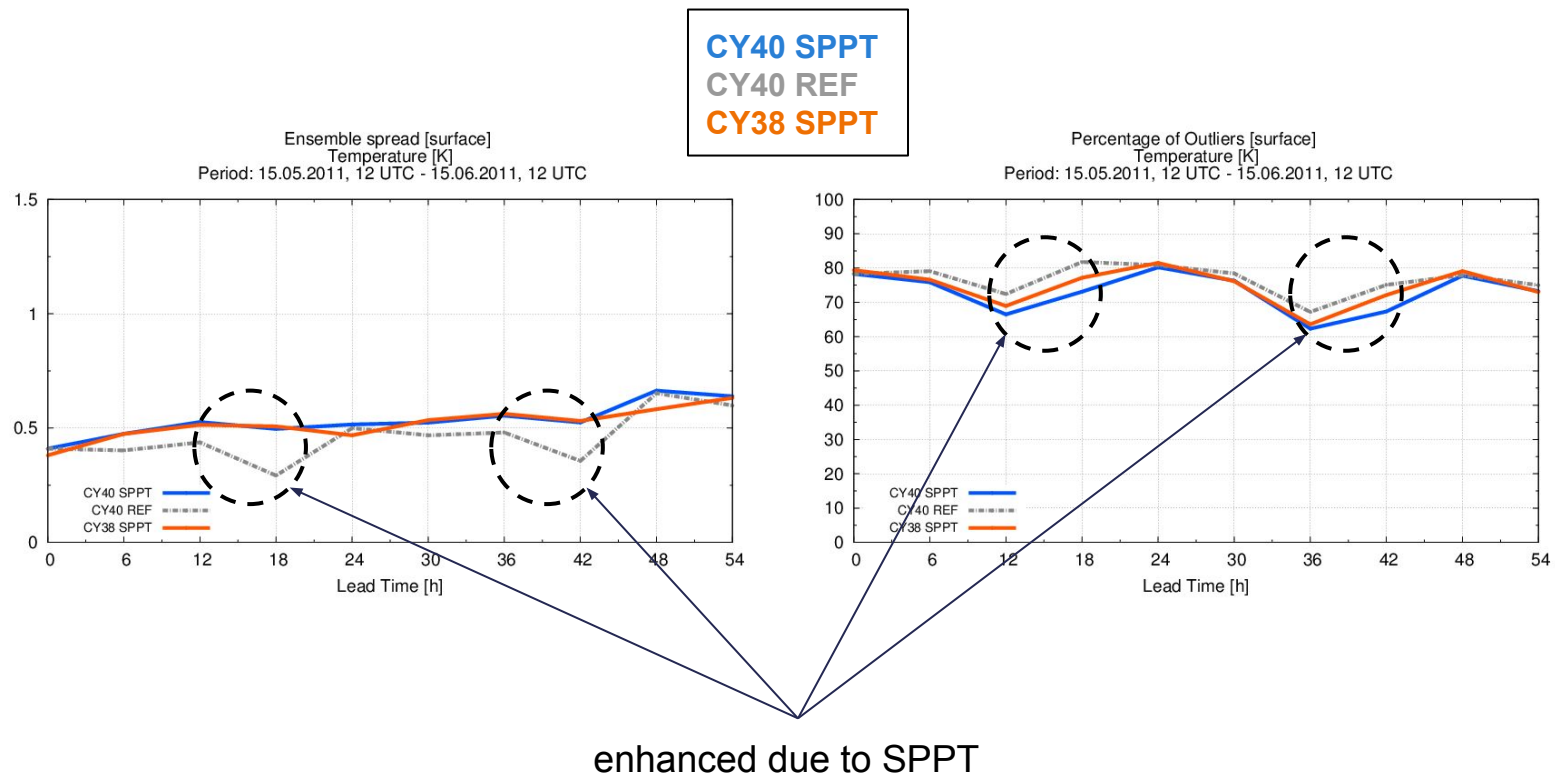 CY40 SPPT
CY40 REF
CY38 SPPT
Ensemble spread [surface]
Temperature [K]
Period: 15.05.2011, 12 UTC - 15.06.2011, 12 UTC
1.5
1
0.5
0
CY40 SPPT
CY40 REF
CY38 SPPT
0 6 12 18 24 30 36 42 48 54
Lead Time [h]
Percentage of Outliers [surface]
Temperature [K]
Period: 15.05.2011, 12 UTC - 15.06.2011, 12 UTC
100
90
80
70
60
50
40
30
20
10
0
CY40 SPPT
CY40 REF
CY38 SPPT
0 6 12 18 24 30 36 42 48 54
Lead Time [h]
enhanced due to SPPT